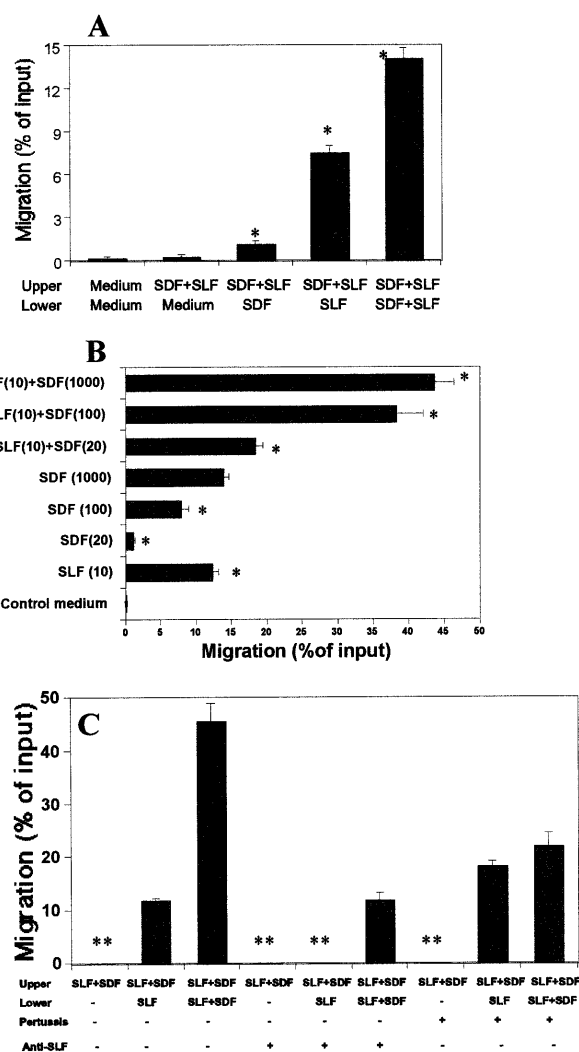 A
Migration (% of input)
15
12
9
6
3
0
*
*
*
Upper Medium SDF+SLF SDF+SLF SDF+SLF SDF+SLF
Lower Medium Medium SDF SLF SDF+SLF
B
F(10)+SDF(1000) *
LF(10)+SDF(100) *
SLF(10)+SDF(20) *
SDF (1000)
SDF (100) *
SDF(20) *
SLF (10) *
Control medium
0 5 10 15 20 25 30 35 40 45 50
Migration (%of input)
C
Migration (% of input)
50
40
30
20
10
0
** ** ** **
Upper SLF+SDF SLF+SDF SLF+SDF SLF+SDF SLF+SDF SLF+SDF SLF+SDF SLF+SDF SLF+SDF
Lower - SLF SLF+SDF - SLF SLF+SDF - SLF SLF+SDF
Pertussis - - - - - - + + +
Anti-SLF - - - + + + - - -